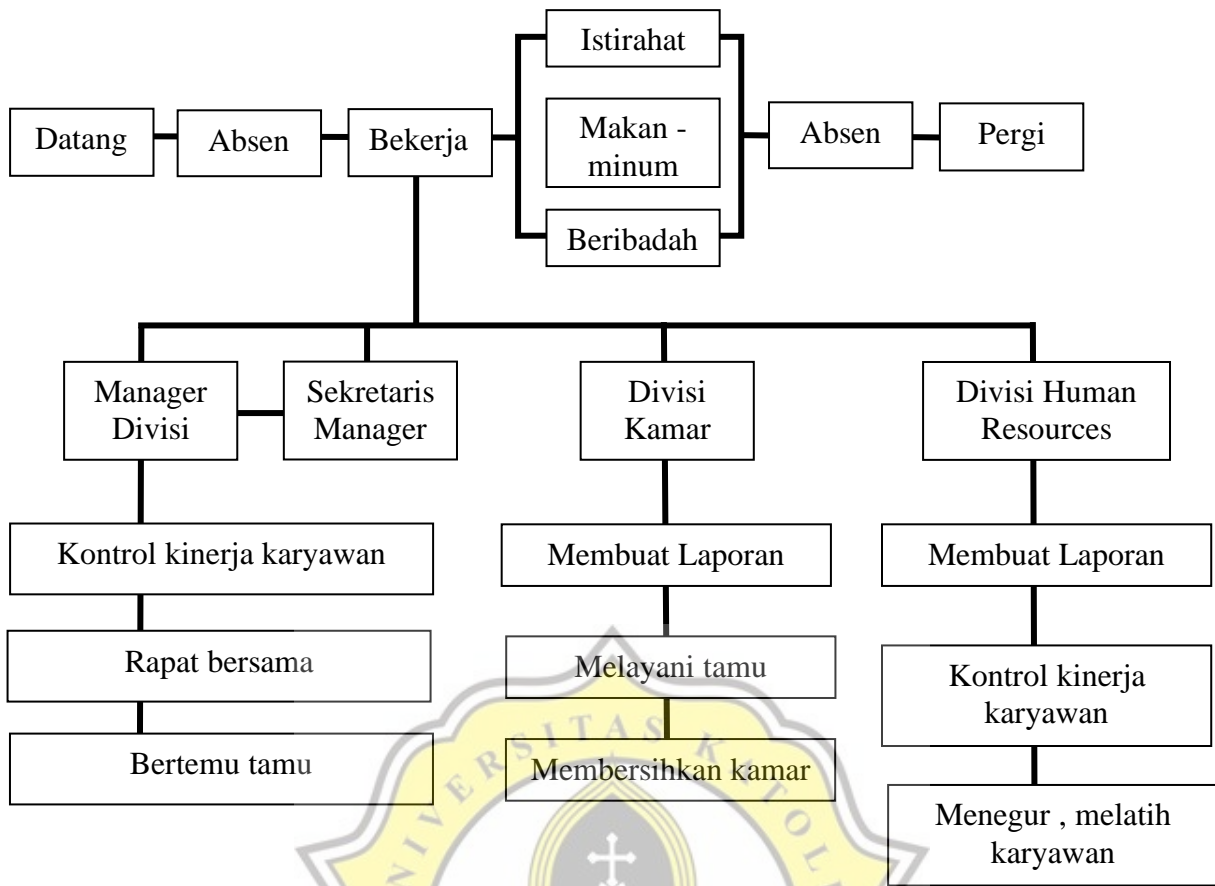 Istirahat
Datang
Absen
Bekerja
Makan -
minum
Absen
Pergi
Beribadah
Manager
Divisi
Sekretaris
Manager
Divisi
Kamar
Divisi Human
Resources
Kontrol kinerja karyawan
Membuat Laporan
Membuat Laporan
Rapat bersama
Melayani tamu
Kontrol kinerja
karyawan
Bertemu tamu
Membersihkan kamar
Menegur , melatih
karyawan